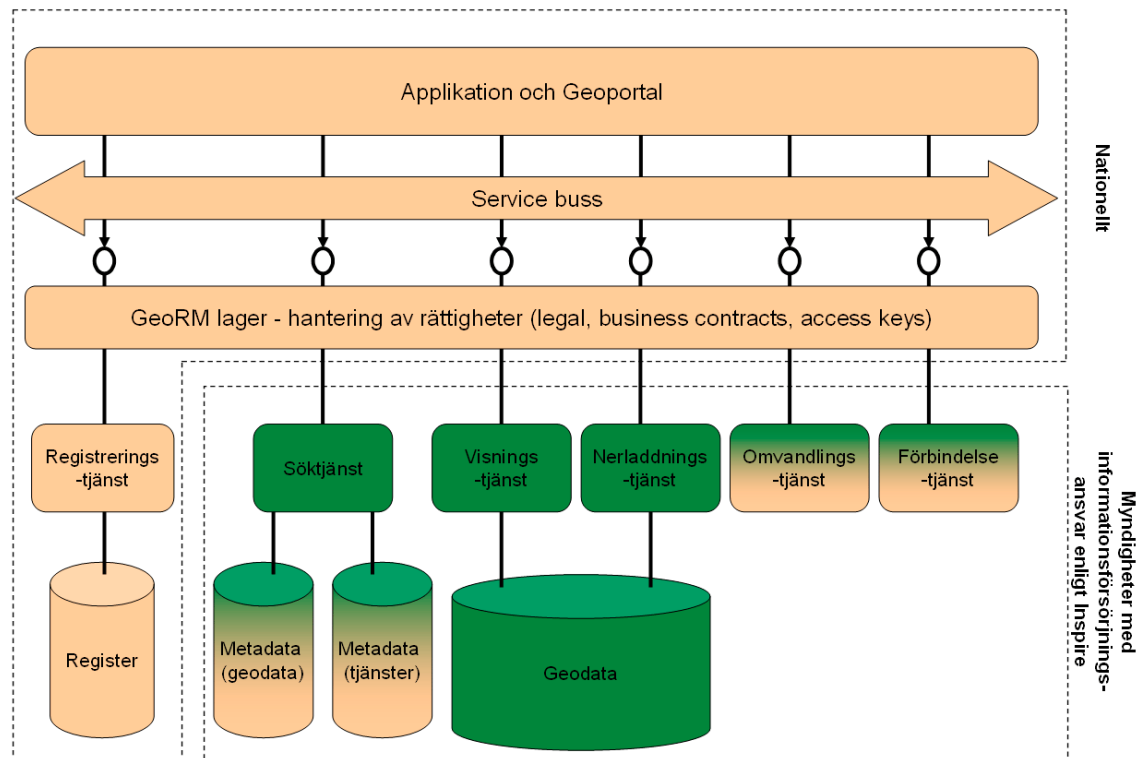 Applikation och Geoportal
Nationellt
Service buss
GeoRM lager - hantering av rättigheter (legal, business contracts, access keys)
Registrerings
-tjänst
Söktjänst
Visnings
-tjänst
Nerladdnings
-tjänst
Omvandlings
-tjänst
Förbindelse
-tjänst
Myndigheter med
informationsförsörjnings-
ansvar enligt Inspire
Register
Metadata
(geodata)
Metadata
(tjänster)
Geodata